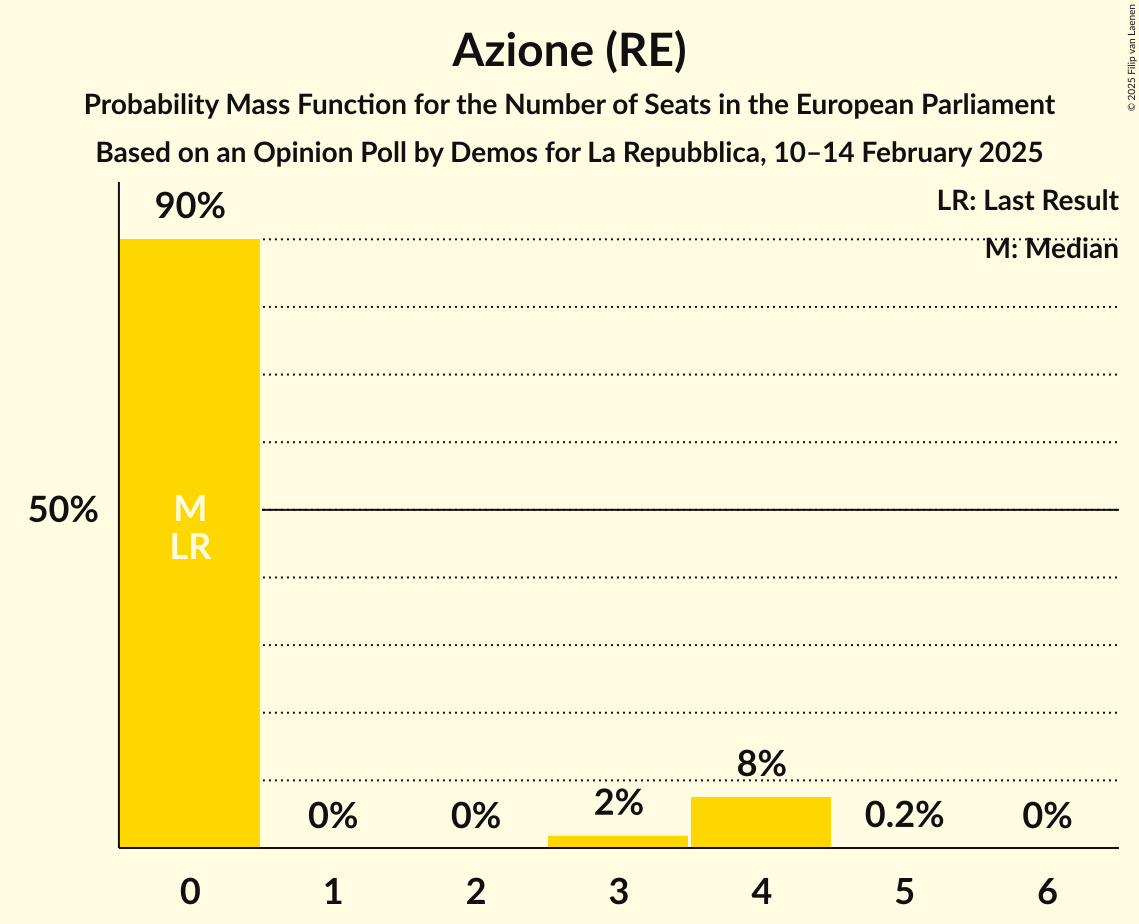 Azione (RE)
Probability Mass Function for the Number of Seats in the European Parliament
Based on an Opinion Poll by Demos for La Repubblica, 10–14 February 2025
© 2025 Filip van Laenen
LR: Last Result
M: Median
90%
50%
M
LR
0%
0%
2%
8%
0.2%
0%
0
1
2
3
4
5
6